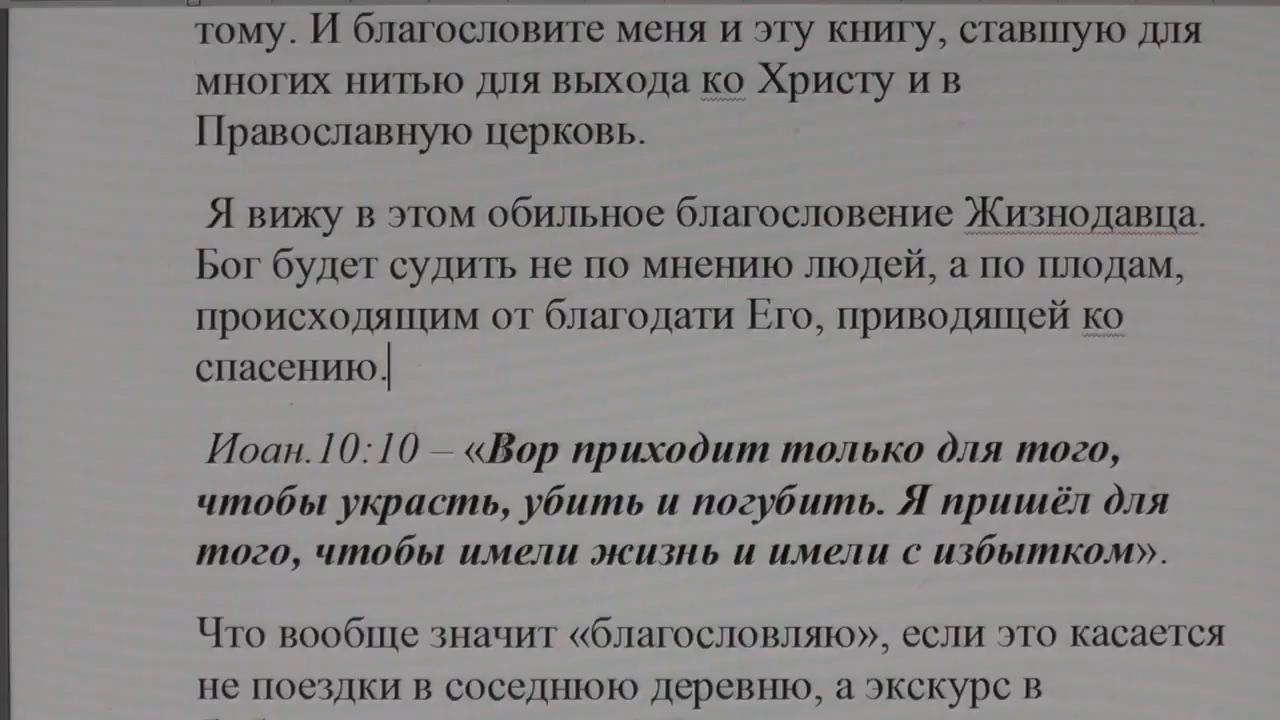 тому. И благословите меня и эту книгу, ставшую для
многих нитью для выхода ко Христу и в
Православную церковь.
Я вижу в этом обильное благословение Жизнодавца.
Бог будет судить не по мнению людей, а по плодам,
происходящим от благодати Его, приводящей ко
спасению.
Иоан.10:10 – «Вор приходит только для того,
чтобы украсть, убить и погубить. Я пришёл для
того, чтобы имели жизнь и имели с избытком».
Что вообще значит «благословляю», если это касается
не поездки в соседнюю деревню, а экскурс в